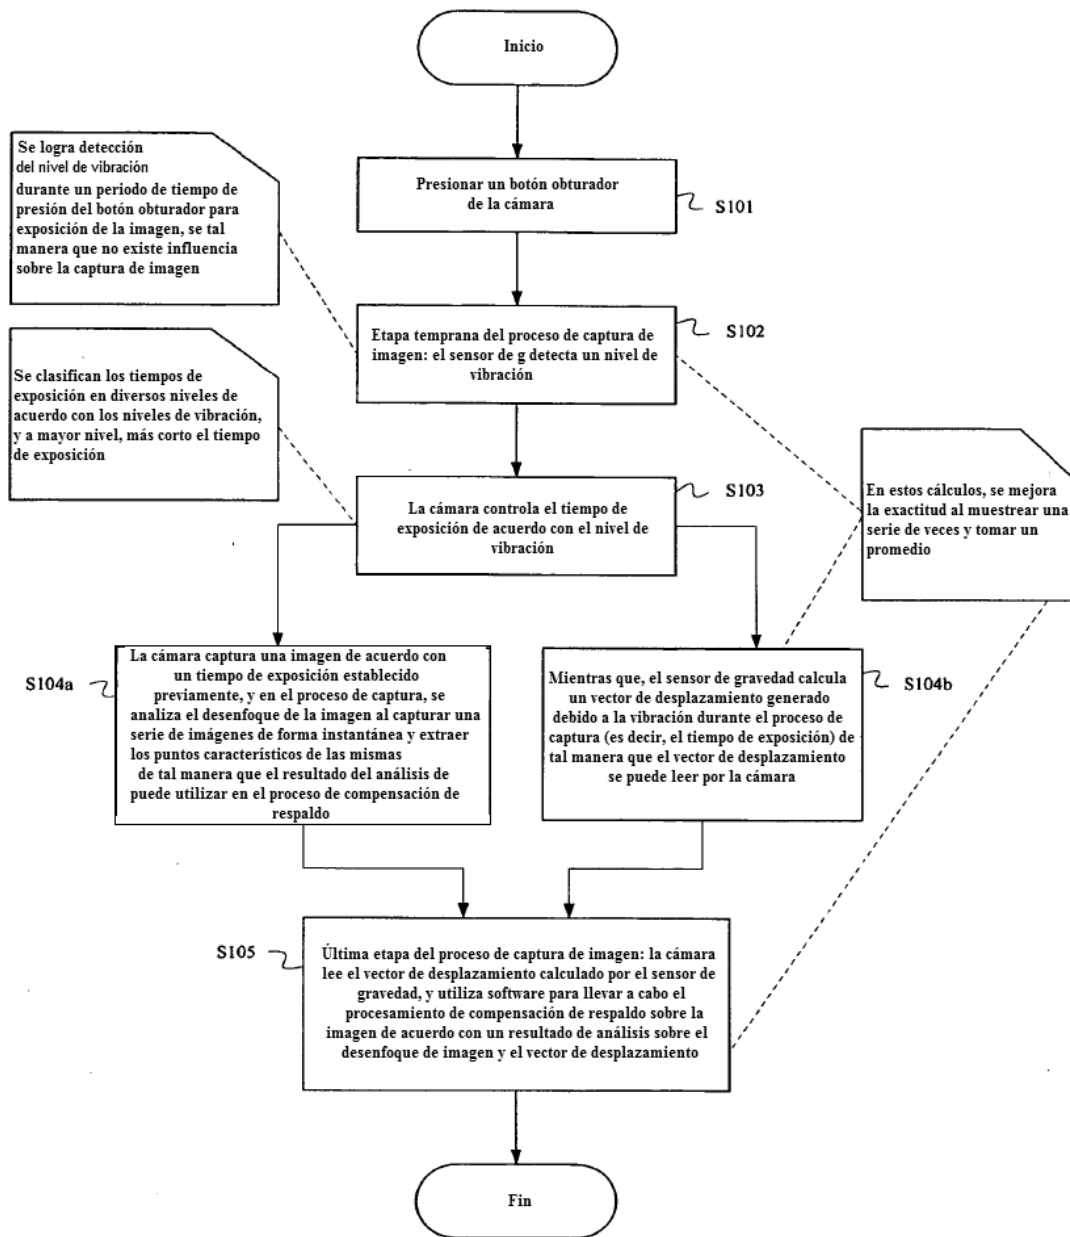 Inicio
Se logra detección
del nivel de vibración
durante un periodo de tiempo de
presión del botón obturador para
exposición de la imagen, se tal
manera que no existe influencia
sobre la captura de imagen
Presionar un botón obturador
de la cámara
S101
Etapa temprana del proceso de captura de
imagen: el sensor de g detecta un nivel de
vibración
S102
Se clasifican los tiempos de
exposición en diversos niveles de
acuerdo con los niveles de vibración,
y a mayor nivel, más corto el tiempo
de exposición
La cámara controla el tiempo de
exposición de acuerdo con el nivel de
vibración
S103
En estos cálculos, se mejora
la exactitud al muestrear una
serie de veces y tomar un
promedio
S104a
La cámara captura una imagen de acuerdo con
un tiempo de exposición establecido
previamente, y en el proceso de captura, se
analiza el desenfoque de la imagen al capturar una
serie de imágenes de forma instantánea y extraer
los puntos característicos de las mismas
de tal manera que el resultado del análisis de
puede utilizar en el proceso de compensación de
respaldo
Mientras que, el sensor de gravedad calcula
un vector de desplazamiento generado
debido a la vibración durante el proceso de
captura (es decir, el tiempo de exposición) de
tal manera que el vector de desplazamiento
se puede leer por la cámara
S104b
S105
Última etapa del proceso de captura de imagen: la cámara
lee el vector de desplazamiento calculado por el sensor de
gravedad, y utiliza software para llevar a cabo el
procesamiento de compensación de respaldo sobre la
imagen de acuerdo con un resultado de análisis sobre el
desenfoque de imagen y el vector de desplazamiento
Fin